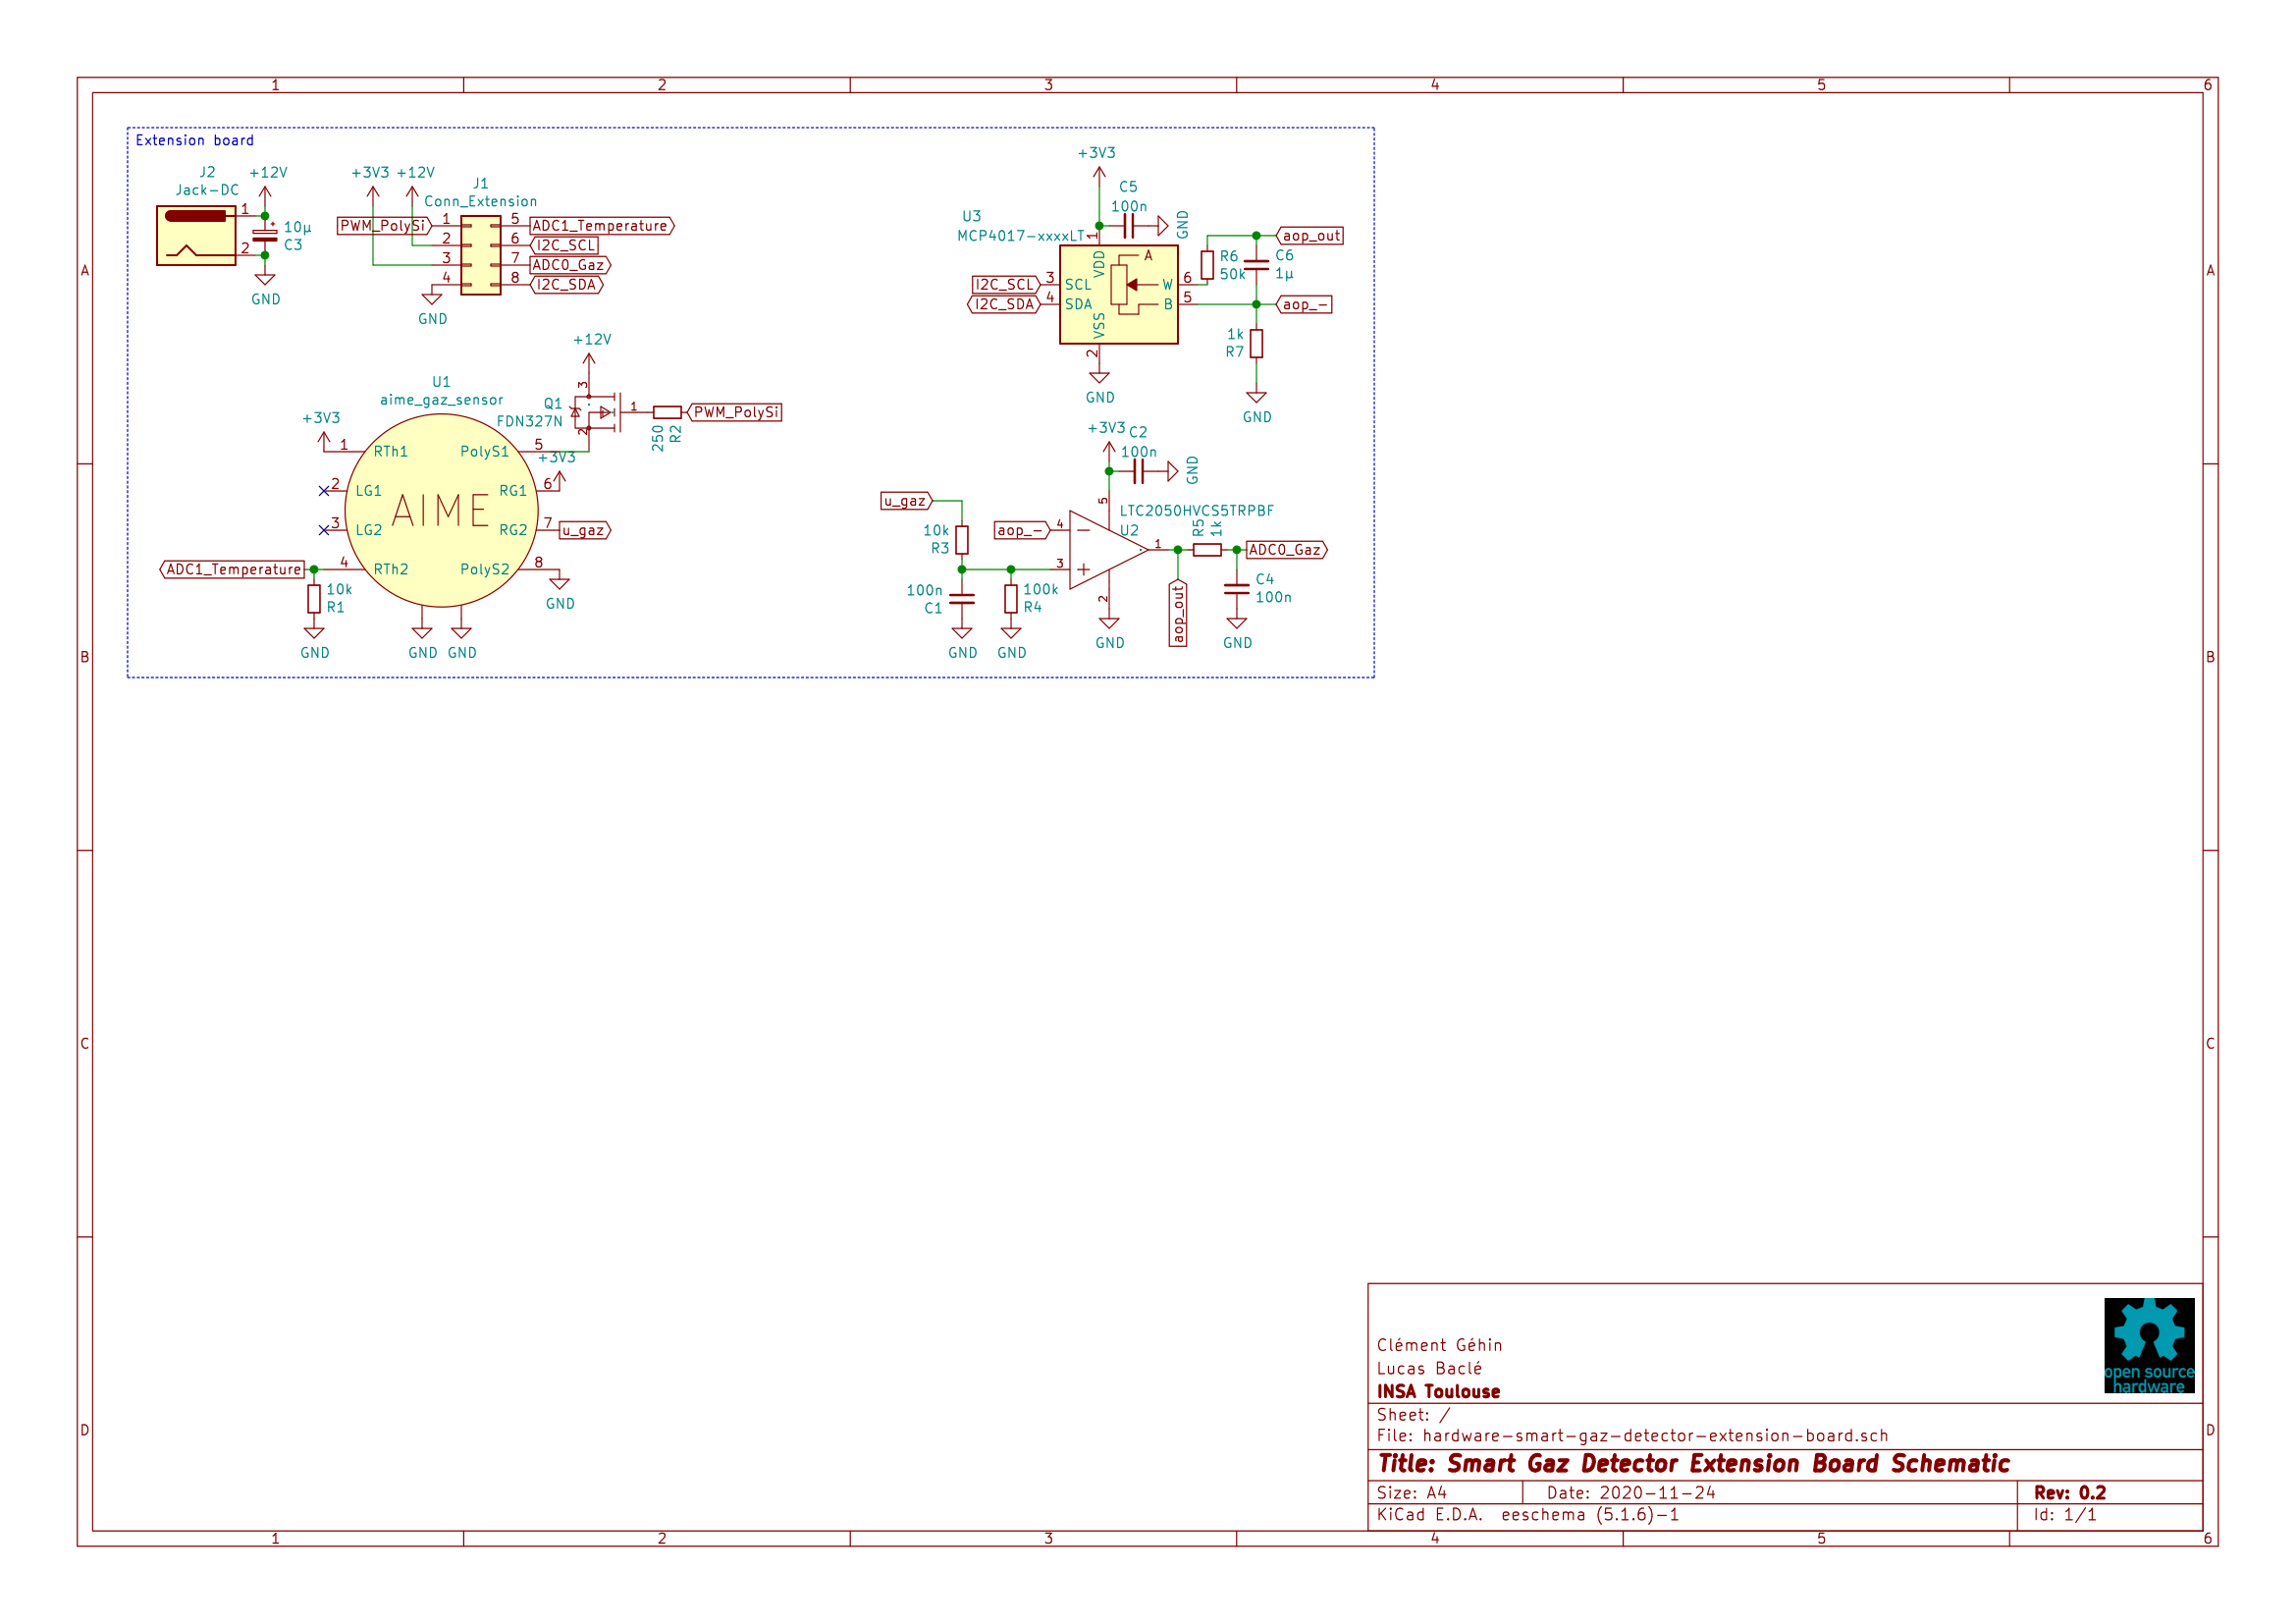 1 2 3 4 5 6
A
B
C
D
A
B
C
D
Extension board
J2
Jack-DC
+12V
1
2
10µ
C3
GND
+3V3
+12V
J1
Conn_Extension
PWM_PolySi
1
2
3
4
5
6
7
8
ADC1_Temperature
I2C_SCL
ADC0_Gaz
I2C_SDA
GND
+12V
3
Q1
FDN327N
2
1
250
R2
PWM_PolySi
U1
aime_gaz_sensor
+3V3
1
RTh1
2
LG1
3
LG2
4
RTh2
AIME
PolyS1
5
RG1
6
+3V3
RG2
7
u_gaz
PolyS2
8
GND
ADC1_Temperature
10k
R1
GND
GND
GND
+3V3
C5
100n
GND
U3
MCP4017-xxxxLT
1
VDD
A
I2C_SCL
3
SCL
I2C_SDA
4
SDA
VSS
2
W
6
B
5
GND
R6
50k
C6
1µ
aop_out
aop_-
1k
R7
GND
+3V3
C2
100n
GND
LTC2050HVCS5TRPBF
U2
u_gaz
10k
R3
100n
C1
GND
100k
R4
GND
aop_-
4
3
5
2
1
GND
aop_out
R5
1k
ADC0_Gaz
C4
100n
GND
Clément Géhin
Lucas Baclé
INSA Toulouse
open source
hardware
Sheet: /
File: hardware-smart-gaz-detector-extension-board.sch
Title: Smart Gaz Detector Extension Board Schematic
Size: A4
Date: 2020-11-24
Rev: 0.2
KiCad E.D.A. eeschema (5.1.6)-1
Id: 1/1
1 2 3 4 5 6